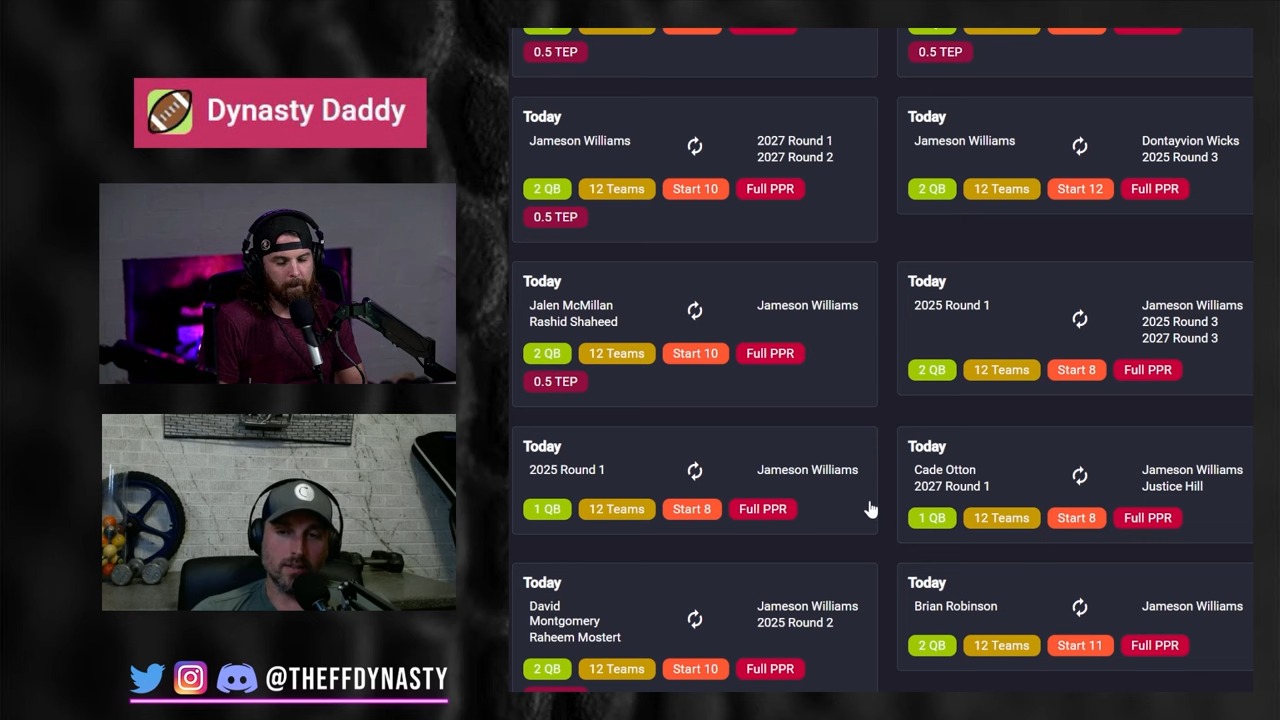 Dynasty Daddy
@THEFFDYNASTY
0.5 TEP
0.5 TEP
Today
Jameson Williams
2027 Round 1
2027 Round 2
2 QB 12 Teams Start 10 Full PPR
0.5 TEP
Today
Jameson Williams
Dontayvion Wicks
2025 Round 3
2 QB 12 Teams Start 12 Full PPR
Today
Jalen McMillan
Rashid Shaheed
Jameson Williams
2 QB 12 Teams Start 10 Full PPR
0.5 TEP
Today
2025 Round 1
Jameson Williams
2025 Round 3
2027 Round 3
2 QB 12 Teams Start 8 Full PPR
Today
2025 Round 1
Jameson Williams
1 QB 12 Teams Start 8 Full PPR
Today
Cade Otton
2027 Round 1
Jameson Williams
Justice Hill
1 QB 12 Teams Start 8 Full PPR
Today
David
Montgomery
Raheem Mostert
Jameson Williams
2025 Round 2
2 QB 12 Teams Start 10 Full PPR
Today
Brian Robinson
Jameson Williams
2 QB 12 Teams Start 11 Full PPR